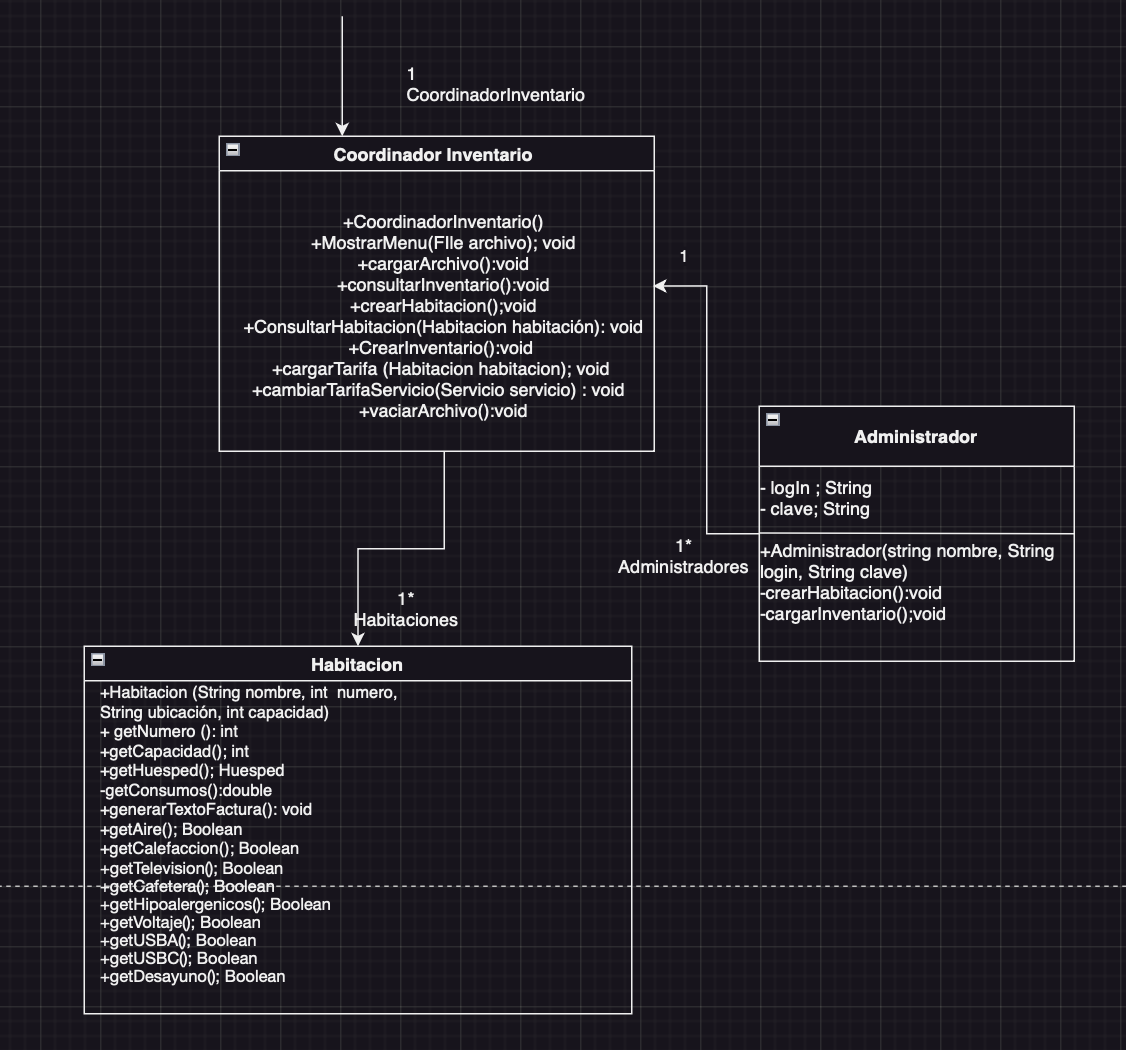 1
CoordinadorInventario
Coordinador Inventario
+CoordinadorInventario()
+MostrarMenu(FIle archivo); void
+cargarArchivo():void
+consultarInventario():void
+crearHabitacion();void
+ConsultarHabitacion(Habitacion habitación): void
+CrearInventario():void
+cargarTarifa (Habitacion habitacion); void
+cambiarTarifaServicio(Servicio servicio) : void
+vaciarArchivo():void
1
Administrador
- logIn ; String
- clave; String
+Administrador(string nombre, String
login, String clave)
-crearHabitacion():void
-cargarInventario();void
1*
Administradores
1*
Habitaciones
Habitacion
+Habitacion (String nombre, int  numero,
String ubicación, int capacidad)
+ getNumero (): int
+getCapacidad(); int
+getHuesped(); Huesped
-getConsumos():double
+generarTextoFactura(): void
+getAire(); Boolean
+getCalefaccion(); Boolean
+getTelevision(); Boolean
+getCafetera(); Boolean
+getHipoalergenicos(); Boolean
+getVoltaje(); Boolean
+getUSBA(); Boolean
+getUSBC(); Boolean
+getDesayuno(); Boolean